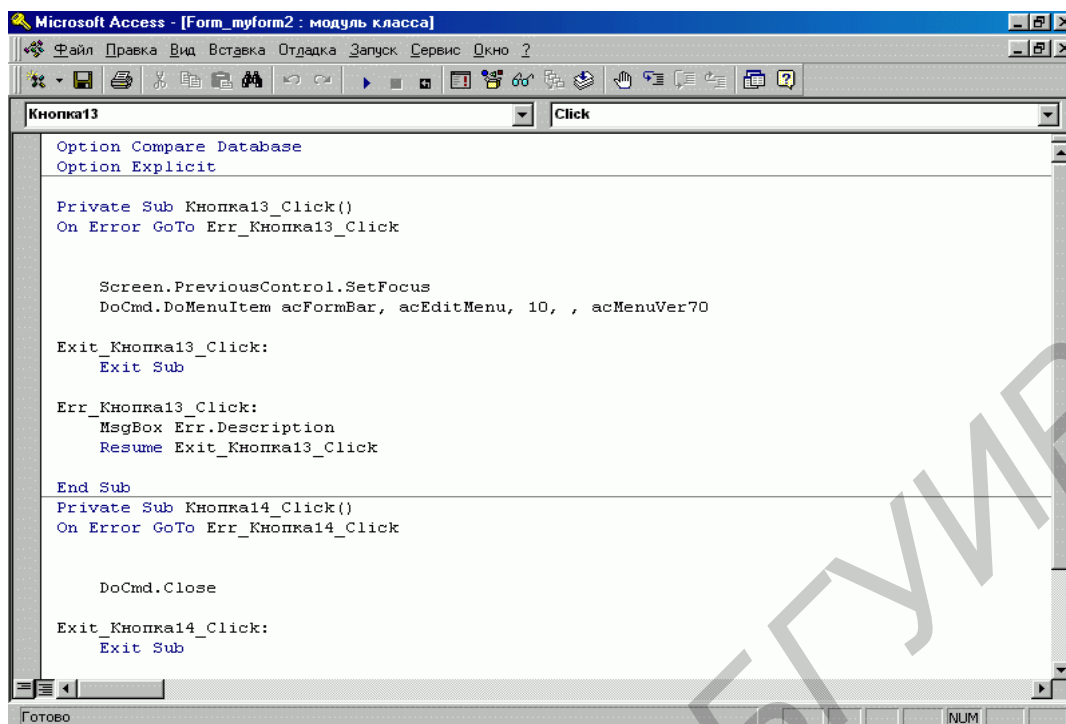 Microsoft Access - [Form_myform2 : модуль класса]
Файл Правка Вид Вставка Отладка Запуск Сервис Окно ?
Кнопка13 Click
Option Compare Database
Option Explicit
Private Sub Кнопка13_Click()
On Error GoTo Err_Кнопка13_Click
Screen.PreviousControl.SetFocus
DoCmd.DoMenuItem acFormBar, acEditMenu, 10, , acMenuVer70
Exit_Кнопка13_Click:
Exit Sub
Err_Кнопка13_Click:
MsgBox Err.Description
Resume Exit_Кнопка13_Click
End Sub
Private Sub Кнопка14_Click()
On Error GoTo Err_Кнопка14_Click
DoCmd.Close
Exit_Кнопка14_Click:
Exit Sub
Готово NUM
БГУИР